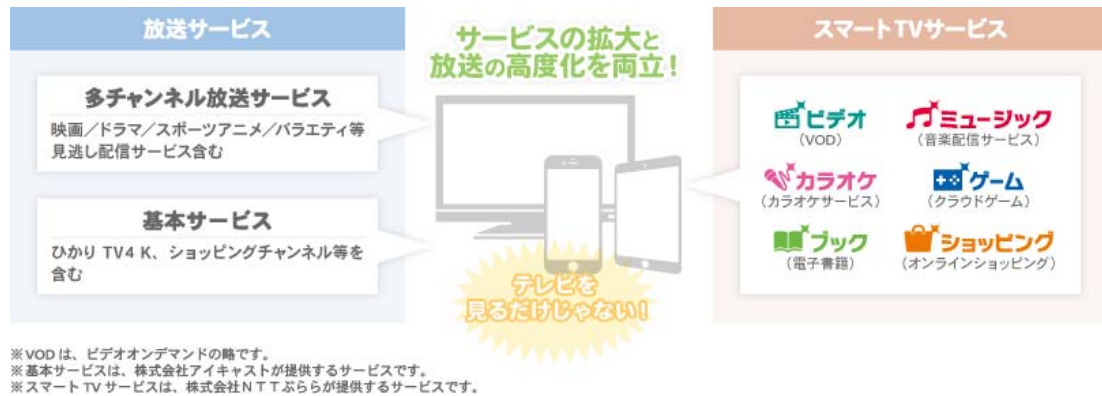 放送サービス
多チャンネル放送サービス
映画／ドラマ／スポーツアニメ／バラエティ等
見逃し配信サービス含む
基本サービス
ひかり TV4 K、ショッピングチャンネル等を
含む
サービスの拡大と
放送の高度化を両立！
テレビを
見るだけじゃない！
スマートTVサービス
ビデオ
（VOD）
ミュージック
（音楽配信サービス）
カラオケ
（カラオケサービス）
ゲーム
（クラウドゲーム）
ブック
（電子書籍）
ショッピング
（オンラインショッピング）
※VOD は、ビデオオンデマンドの略です。
※基本サービスは、株式会社アイキャストが提供するサービスです。
※スマート TV サービスは、株式会社ＮＴＴぷららが提供するサービスです。